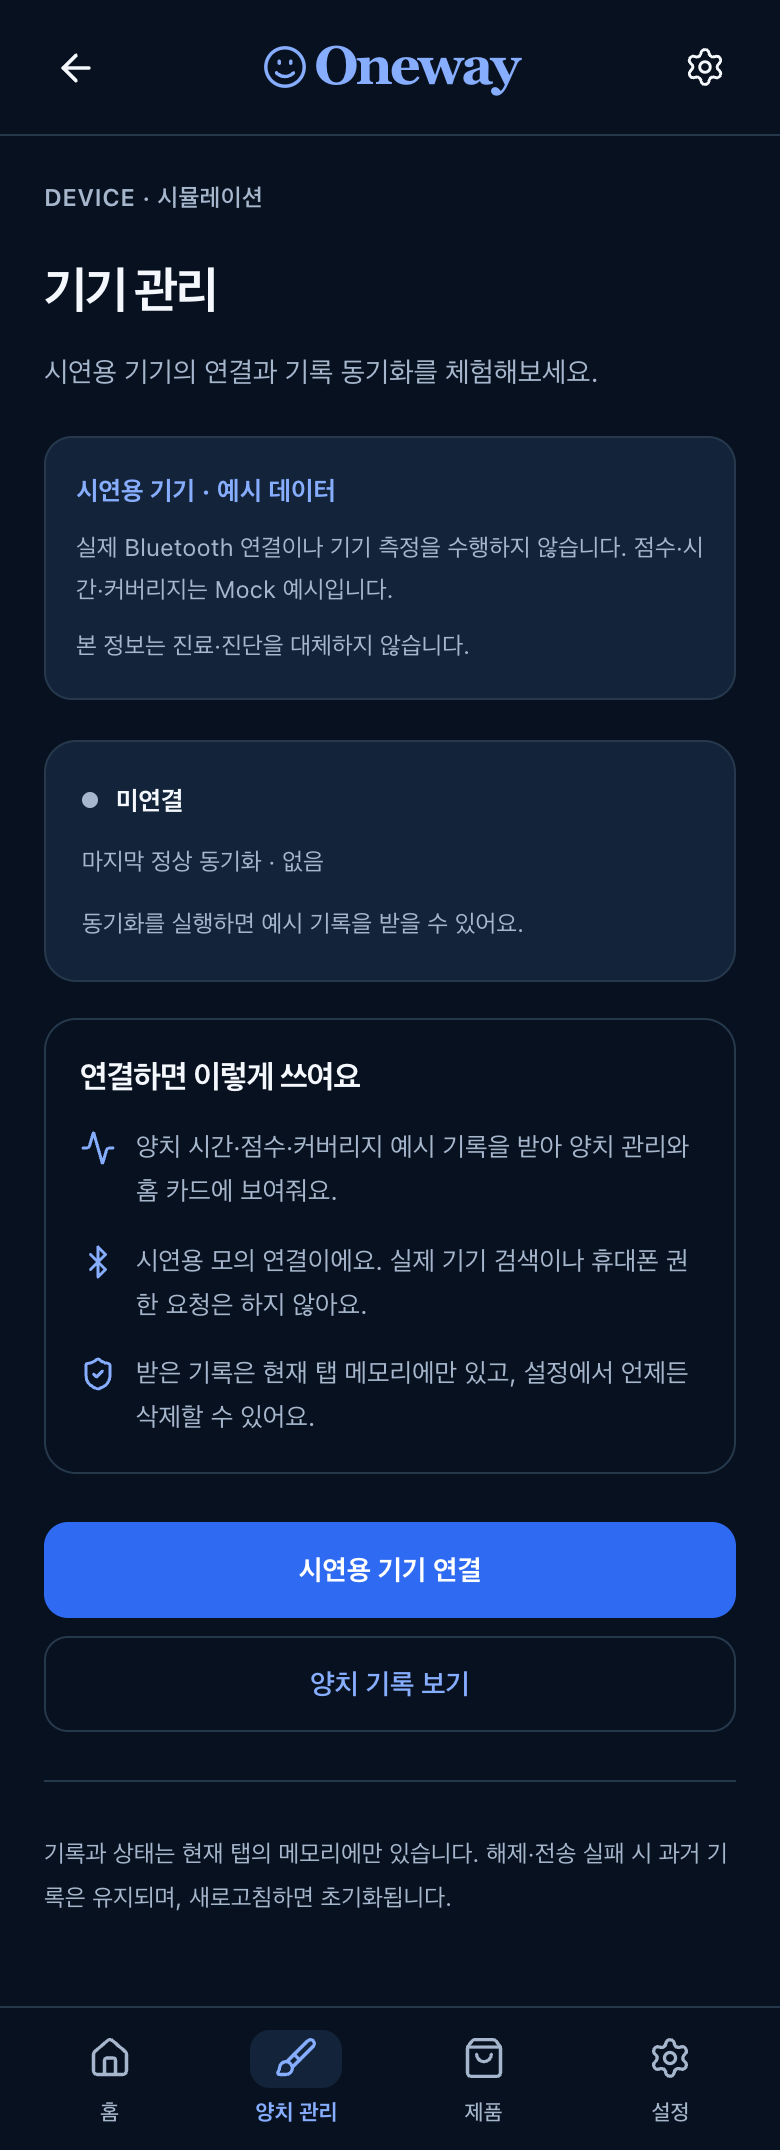 Oneway
DEVICE · 시뮬레이션
기기 관리
시연용 기기의 연결과 기록 동기화를 체험해보세요.
시연용 기기 · 예시 데이터
실제 Bluetooth 연결이나 기기 측정을 수행하지 않습니다. 점수·시
간·커버리지는 Mock 예시입니다.
본 정보는 진료·진단을 대체하지 않습니다.
미연결
마지막 정상 동기화 · 없음
동기화를 실행하면 예시 기록을 받을 수 있어요.
연결하면 이렇게 쓰여요
양치 시간·점수·커버리지 예시 기록을 받아 양치 관리와
홈 카드에 보여줘요.
시연용 모의 연결이에요. 실제 기기 검색이나 휴대폰 권
한 요청은 하지 않아요.
받은 기록은 현재 탭 메모리에만 있고, 설정에서 언제든
삭제할 수 있어요.
시연용 기기 연결
양치 기록 보기
기록과 상태는 현재 탭의 메모리에만 있습니다. 해제·전송 실패 시 과거 기
록은 유지되며, 새로고침하면 초기화됩니다.
홈
양치 관리
제품
설정